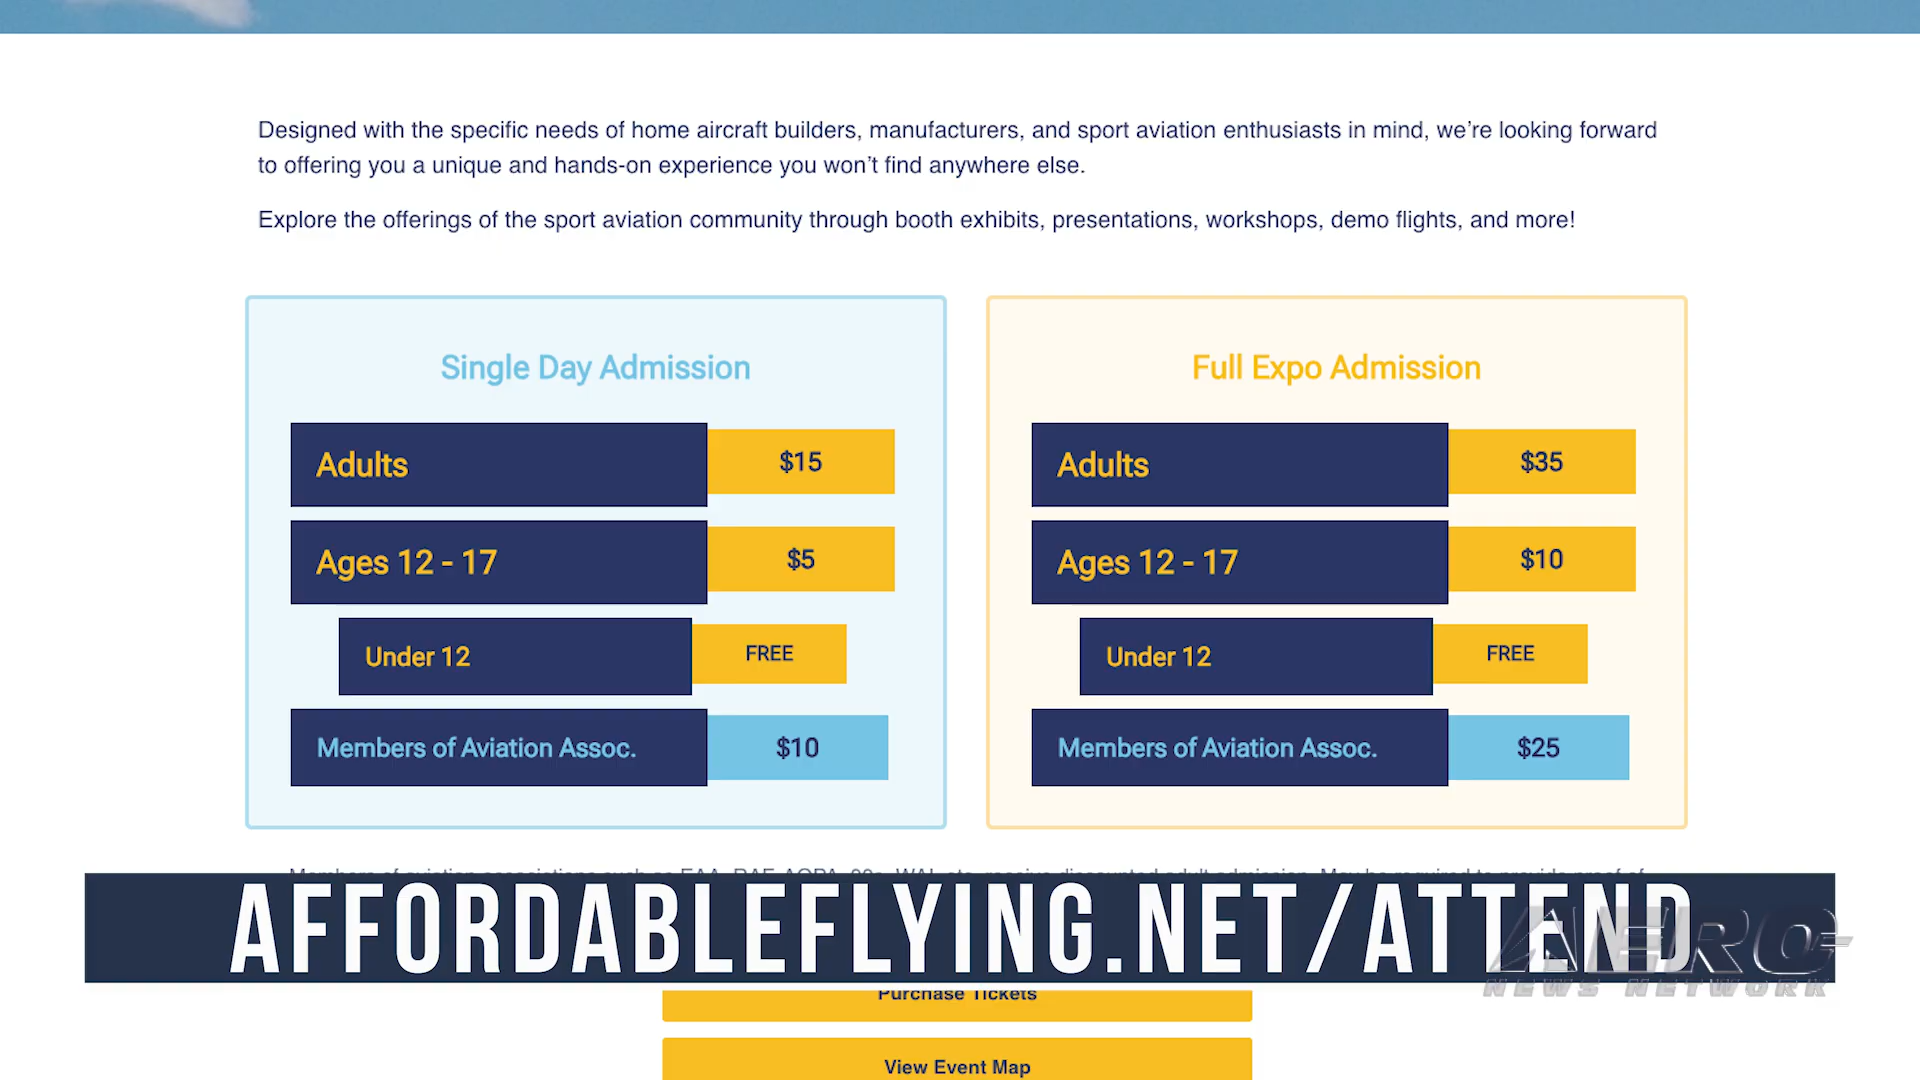 Designed with the specific needs of home aircraft builders, manufacturers, and sport aviation enthusiasts in mind, we’re looking forward
to offering you a unique and hands-on experience you won’t find anywhere else.
Explore the offerings of the sport aviation community through booth exhibits, presentations, workshops, demo flights, and more!
Single Day Admission
Adults $15
Ages 12 - 17 $5
Under 12 FREE
Members of Aviation Assoc. $10
Full Expo Admission
Adults $35
Ages 12 - 17 $10
Under 12 FREE
Members of Aviation Assoc. $25
AFFORDABLEFLYING.NET/ATTEND
AERO
NEWS NETWORK
Purchase Tickets
View Event Map